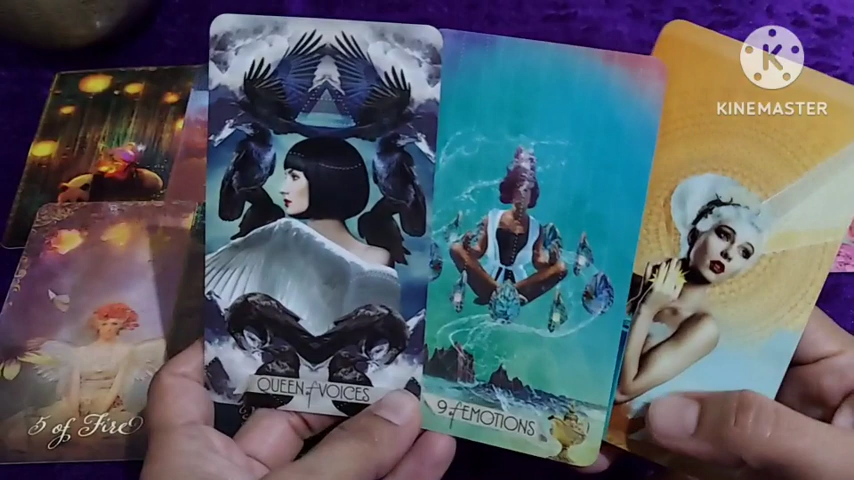 K
KINEMASTER
QUEEN of VOICES
9 of EMOTIONS
5 of Fire